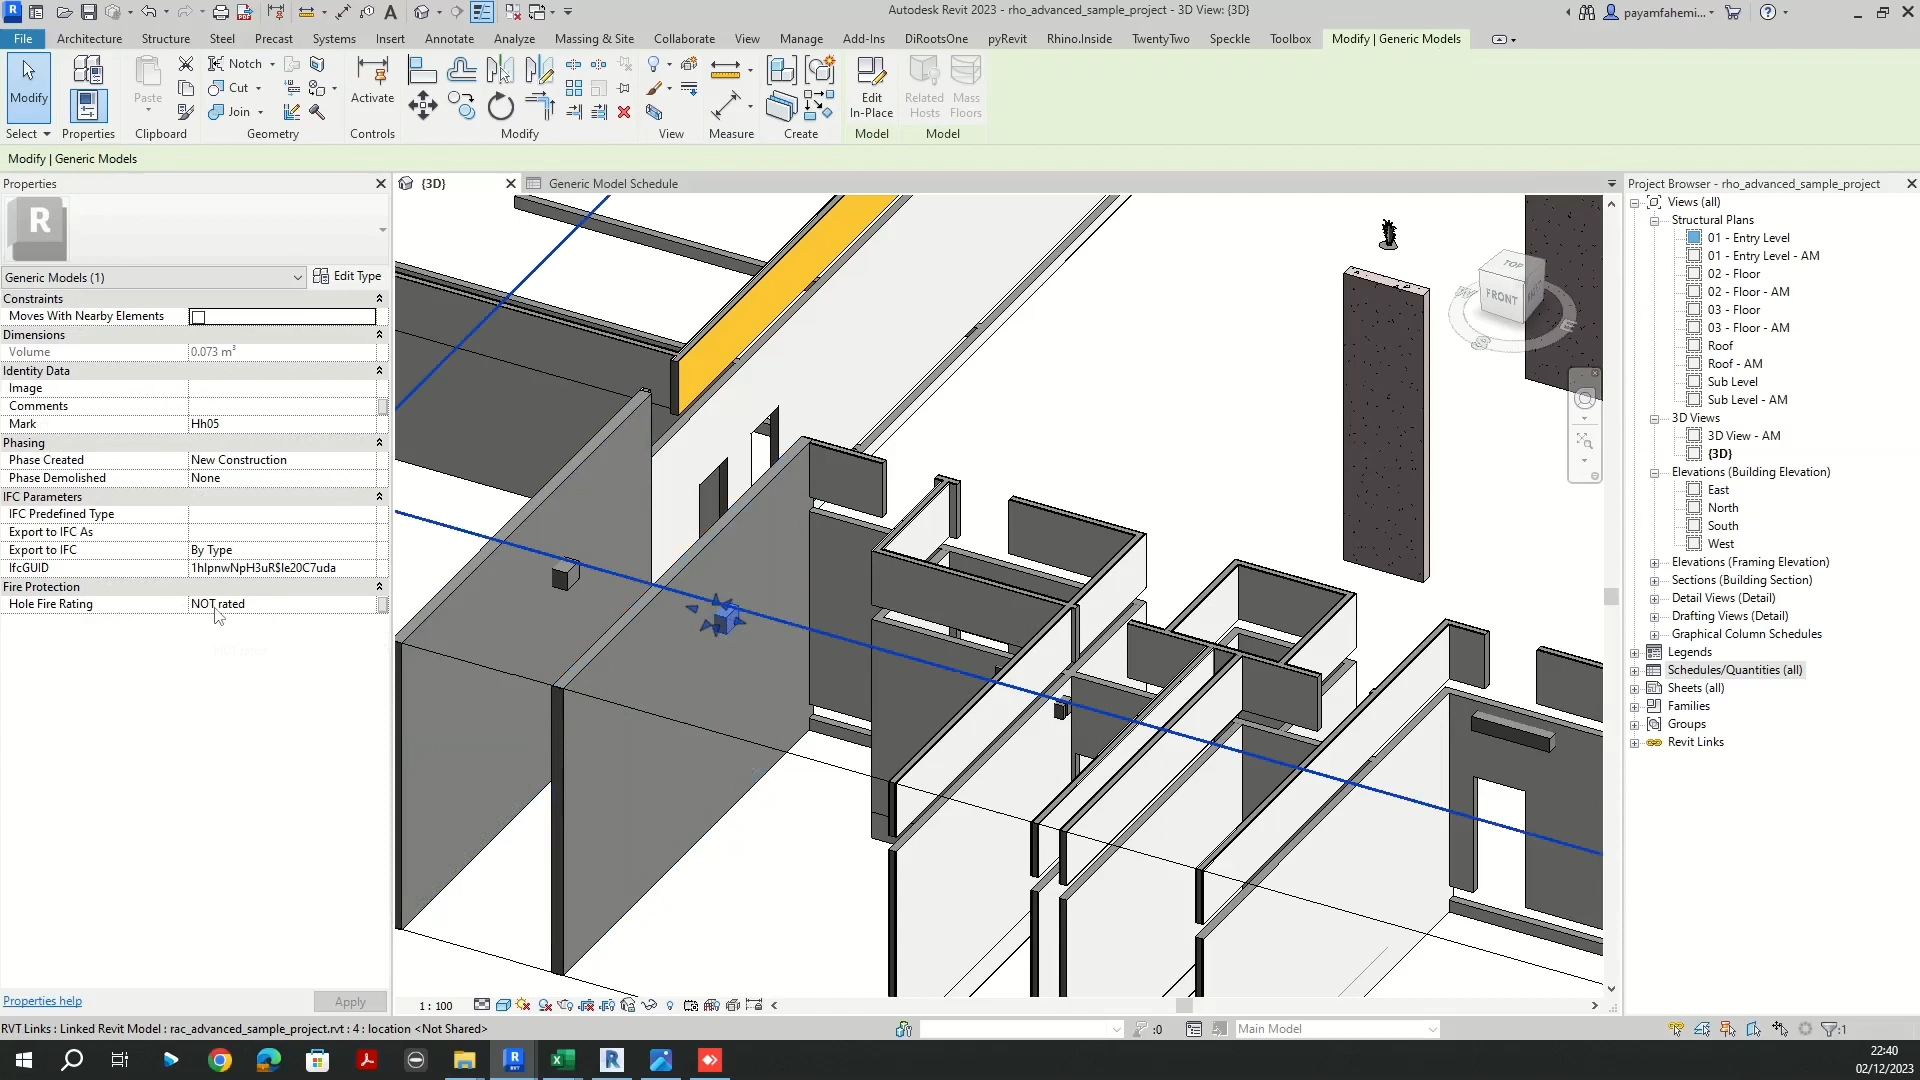 Autodesk Revit 2023 - rho_advanced_sample_project - 3D View: {3D}
payamfahemi...
File Architecture Structure Steel Precast Systems Insert Annotate Analyze Massing & Site Collaborate View Manage Add-Ins DiRootsOne pyRevit Rhino.Inside TwentyTwo Speckle Toolbox Modify | Generic Models
Modify
Paste
Notch
Cut
Join
Activate
Edit
In-Place
Related
Hosts
Mass
Floors
Select Properties Clipboard Geometry Controls Modify View Measure Create Model Model
Modify | Generic Models
Properties
R
Generic Models (1)
Edit Type
Constraints
Moves With Nearby Elements
Dimensions
Volume 0.073 m³
Identity Data
Image
Comments
Mark Hh05
Phasing
Phase Created New Construction
Phase Demolished None
IFC Parameters
IFC Predefined Type
Export to IFC As
Export to IFC By Type
IfcGUID 1hlpnwNpH3uR$Ie20C7uda
Fire Protection
Hole Fire Rating NOT rated
Properties help
Apply
{3D}
Generic Model Schedule
TOP
FRONT
S
E
1 : 100
Project Browser - rho_advanced_sample_project
Views (all)
Structural Plans
01 - Entry Level
01 - Entry Level - AM
02 - Floor
02 - Floor - AM
03 - Floor
03 - Floor - AM
Roof
Roof - AM
Sub Level
Sub Level - AM
3D Views
3D View - AM
{3D}
Elevations (Building Elevation)
East
North
South
West
Elevations (Framing Elevation)
Sections (Building Section)
Detail Views (Detail)
Drafting Views (Detail)
Graphical Column Schedules
Legends
Schedules/Quantities (all)
Sheets (all)
Families
Groups
Revit Links
RVT Links : Linked Revit Model : rac_advanced_sample_project.rvt : 4 : location <Not Shared>
:0
Main Model
:1
22:40
02/12/2023